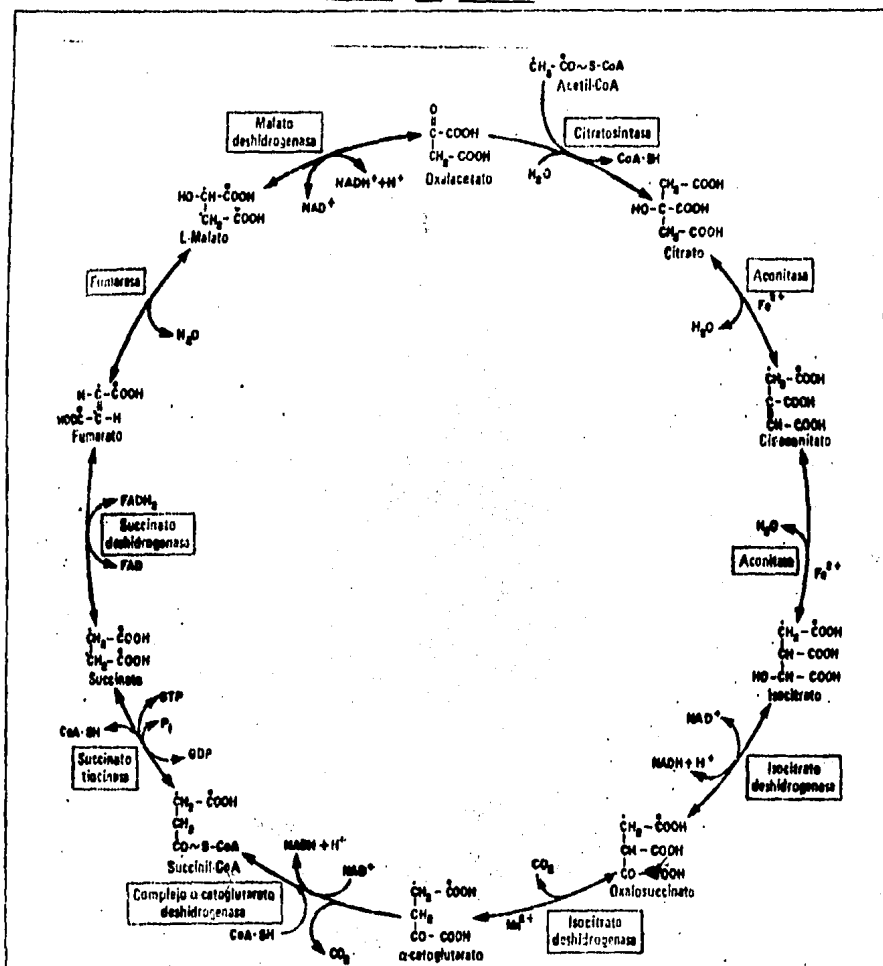 ĊH₂-C̊O~S-CoA
Acetil-CoA
Malato
deshidrogenasa
O
C-COOH
CH₂-COOH
Oxalacetato
Citratosintasa
H₂O
CoA-SH
NADH⁺+H⁺
NAD⁺
HO-CH-COOH
CH₂-COOH
L-Malato
CH₂-COOH
HO-C-COOH
CH₂-COOH
Citrato
Fumarasa
H₂O
Aconitasa
Fe²⁺
H₂O
H-C-COOH
HOOC-C-H
Fumarato
CH₂-COOH
C-COOH
CH-COOH
Cis-aconitato
FADH₂
Succinato
deshidrogenasa
FAD
H₂O
Aconitasa
Fe²⁺
CH₂-COOH
CH₂-COOH
Succinato
CH₂-COOH
CH-COOH
HO-CH-COOH
Isocitrato
GTP
CoA-SH
Pi
GDP
Succinato
tiocinasa
NAD⁺
NADH+H⁺
Isocitrato
deshidrogenasa
CH₂-COOH
CH₂
CO~S-CoA
Succinil-CoA
NADH+H⁺
NAD⁺
Complejo α-cetoglutarato
deshidrogenasa
CoA-SH
CO₂
CH₂-COOH
CH₂
CO-COOH
α-cetoglutarato
CO₂
Isocitrato
deshidrogenasa
CH₂-COOH
CH-COOH
CO-COOH
Oxalosuccinato